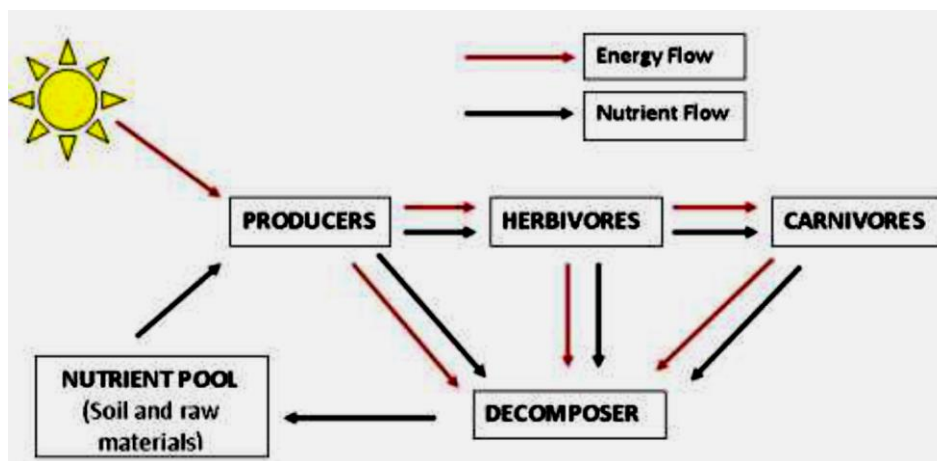 Energy Flow
Nutrient Flow
PRODUCERS
HERBIVORES
CARNIVORES
NUTRIENT POOL
(Soil and raw
materials)
DECOMPOSER